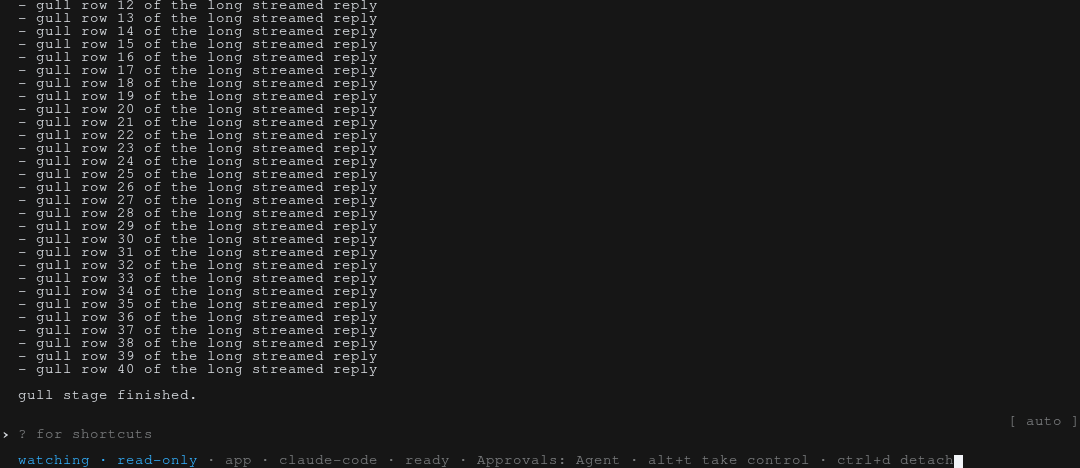 - gull row 12 of the long streamed reply
- gull row 13 of the long streamed reply
- gull row 14 of the long streamed reply
- gull row 15 of the long streamed reply
- gull row 16 of the long streamed reply
- gull row 17 of the long streamed reply
- gull row 18 of the long streamed reply
- gull row 19 of the long streamed reply
- gull row 20 of the long streamed reply
- gull row 21 of the long streamed reply
- gull row 22 of the long streamed reply
- gull row 23 of the long streamed reply
- gull row 24 of the long streamed reply
- gull row 25 of the long streamed reply
- gull row 26 of the long streamed reply
- gull row 27 of the long streamed reply
- gull row 28 of the long streamed reply
- gull row 29 of the long streamed reply
- gull row 30 of the long streamed reply
- gull row 31 of the long streamed reply
- gull row 32 of the long streamed reply
- gull row 33 of the long streamed reply
- gull row 34 of the long streamed reply
- gull row 35 of the long streamed reply
- gull row 36 of the long streamed reply
- gull row 37 of the long streamed reply
- gull row 38 of the long streamed reply
- gull row 39 of the long streamed reply
- gull row 40 of the long streamed reply
gull stage finished.
[ auto ]
› ? for shortcuts
watching · read-only · app · claude-code · ready · Approvals: Agent · alt+t take control · ctrl+d detach